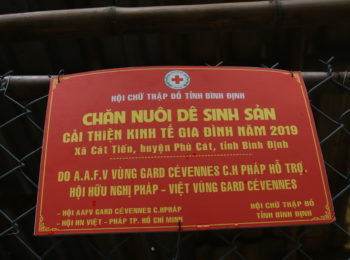 HỘI CHỮ THẬP ĐỎ TỈNH BÌNH ĐỊNH
CHĂN NUÔI DÊ SINH SẢN
CẢI THIỆN KINH TẾ GIA ĐÌNH NĂM 2019
Xã Cát Tiến, huyện Phù Cát, tỉnh Bình Định
DO A.A.F.V VÙNG GARD CÉVENNES C.H PHÁP HỖ TRỢ.
HỘI HỮU NGHỊ PHÁP - VIỆT VÙNG GARD CÉVENNES
- HỘI AAFV GARD CÉVENNES C.HPHÁP
- HỘI HN VIỆT - PHÁP TP. HỒ CHÍ MINH
HỘI CHỮ THẬP ĐỎ
TỈNH BÌNH ĐỊNH